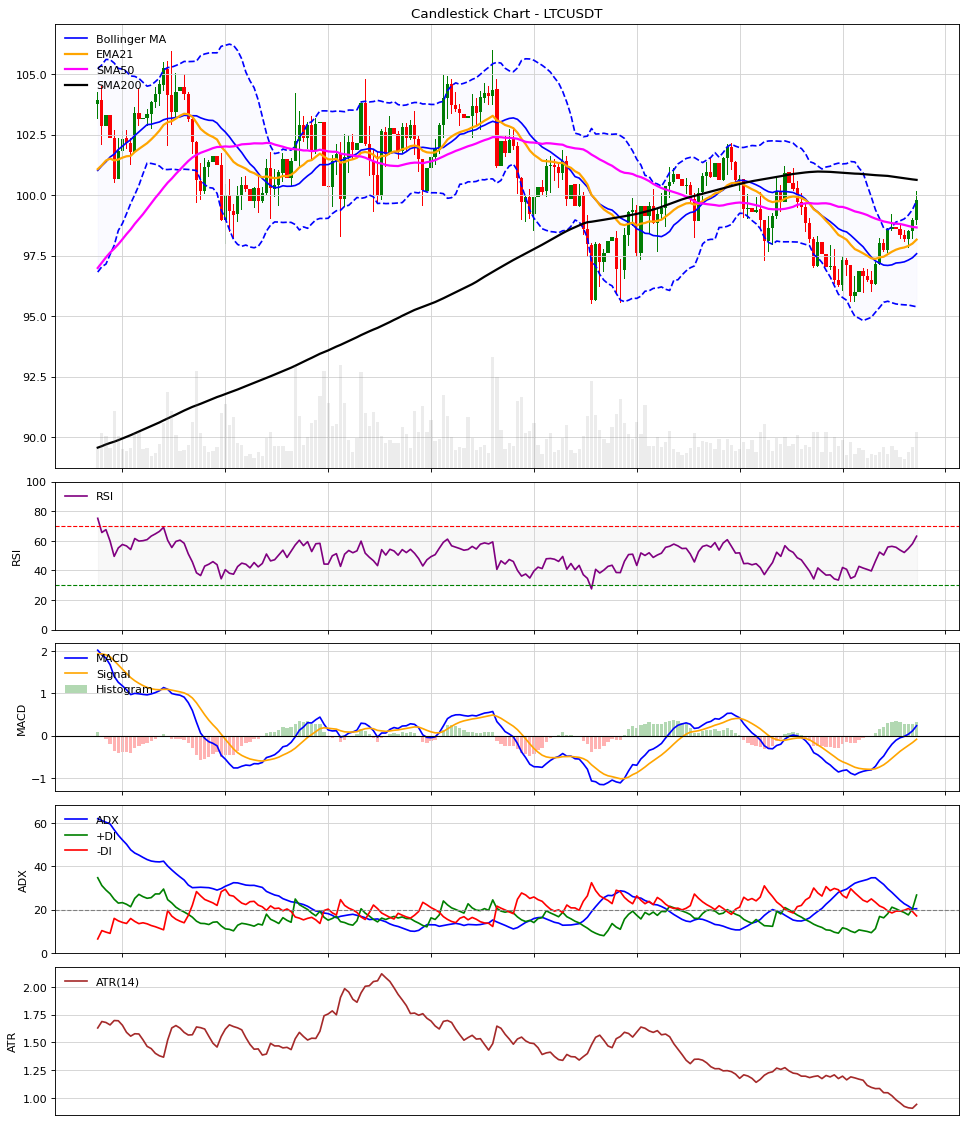 Candlestick Chart - LTCUSDT
Bollinger MA
EMA21
SMA50
SMA200
105.0
102.5
100.0
97.5
95.0
92.5
90.0
RSI
RSI
100
80
60
40
20
0
MACD
Signal
Histogram
MACD
2
1
0
−1
ADX
+DI
-DI
ADX
60
40
20
0
ATR(14)
ATR
2.00
1.75
1.50
1.25
1.00